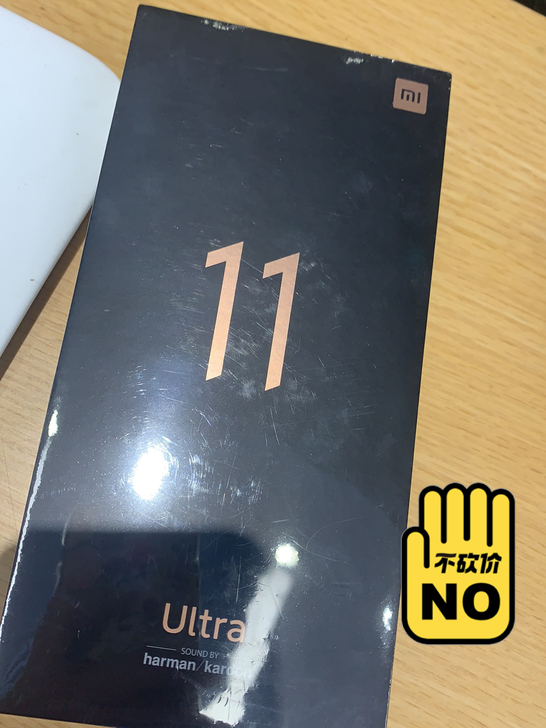 mi
11
Ultra
SOUND BY
harman/kar
不砍价
NO